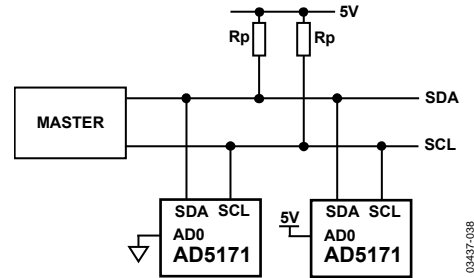 5V
Rp Rp
SDA
MASTER
SCL
SDA SCL
AD0
AD5171
5V
SDA SCL
AD0
AD5171
03437-038